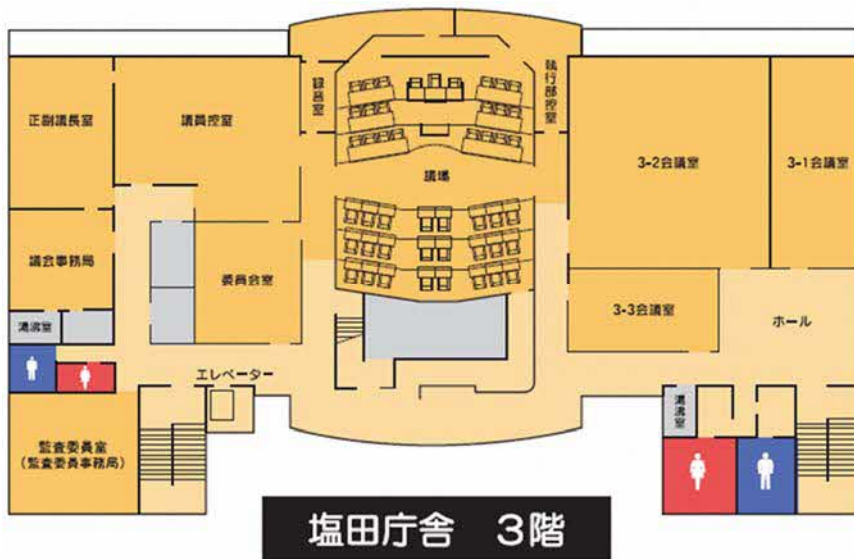 正副議長室
議員控室
録音室
執行部控室
3-2会議室
3-1会議室
議場
議会事務局
委員会室
湯沸室
3-3会議室
ホール
エレベーター
湯沸室
監査委員室
(監査委員事務局)
塩田庁舎 3階